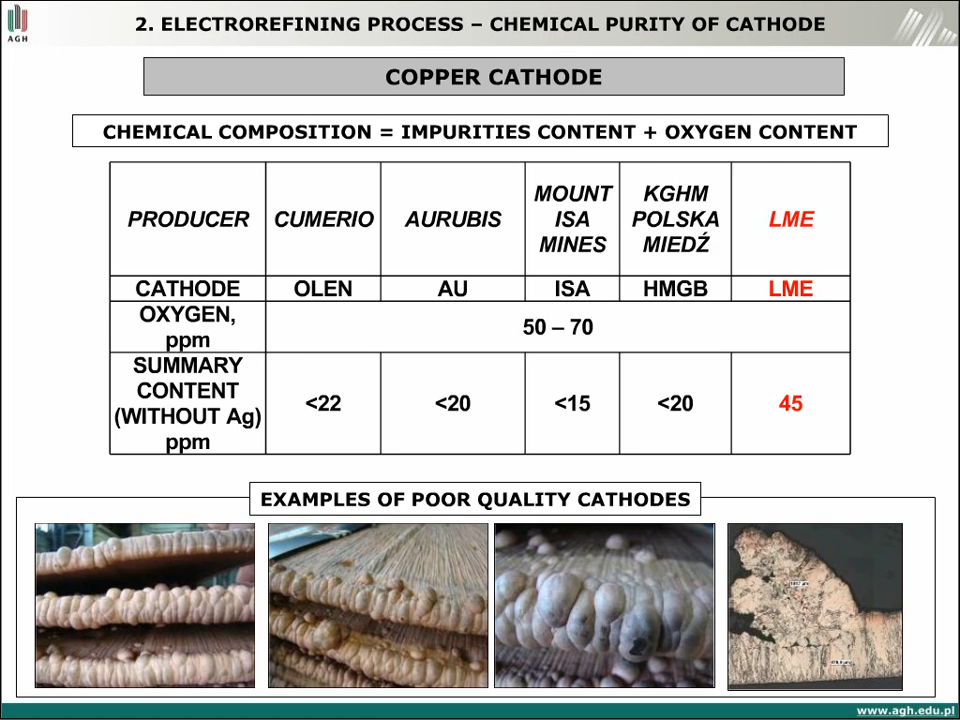 AGH
2. ELECTROREFINING PROCESS – CHEMICAL PURITY OF CATHODE
COPPER CATHODE
CHEMICAL COMPOSITION = IMPURITIES CONTENT + OXYGEN CONTENT
PRODUCER CUMERIO AURUBIS MOUNT ISA MINES KGHM POLSKA MIEDŹ LME
CATHODE OLEN AU ISA HMGB LME
OXYGEN, ppm 50 – 70
SUMMARY CONTENT (WITHOUT Ag) ppm <22 <20 <15 <20 45
EXAMPLES OF POOR QUALITY CATHODES
www.agh.edu.pl